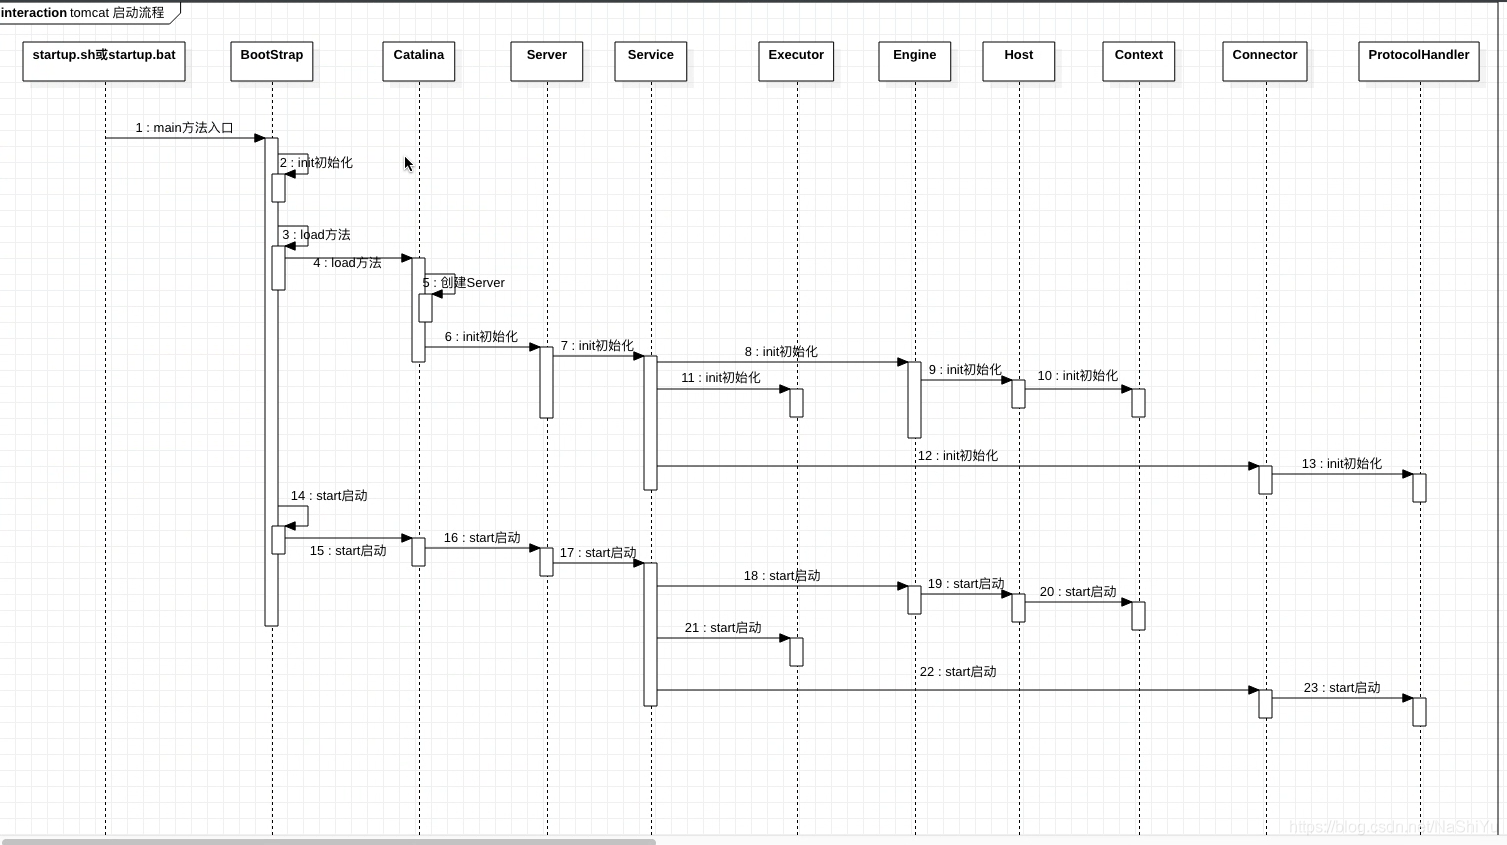 interaction tomcat 启动流程
startup.sh或startup.bat
BootStrap
Catalina
Server
Service
Executor
Engine
Host
Context
Connector
ProtocolHandler
1 : main方法入口
2 : init初始化
3 : load方法
4 : load方法
5 : 创建Server
6 : init初始化
7 : init初始化
8 : init初始化
9 : init初始化
10 : init初始化
11 : init初始化
12 : init初始化
13 : init初始化
14 : start启动
15 : start启动
16 : start启动
17 : start启动
18 : start启动
19 : start启动
20 : start启动
21 : start启动
22 : start启动
23 : start启动
https://blog.csdn.net/NaShiYu